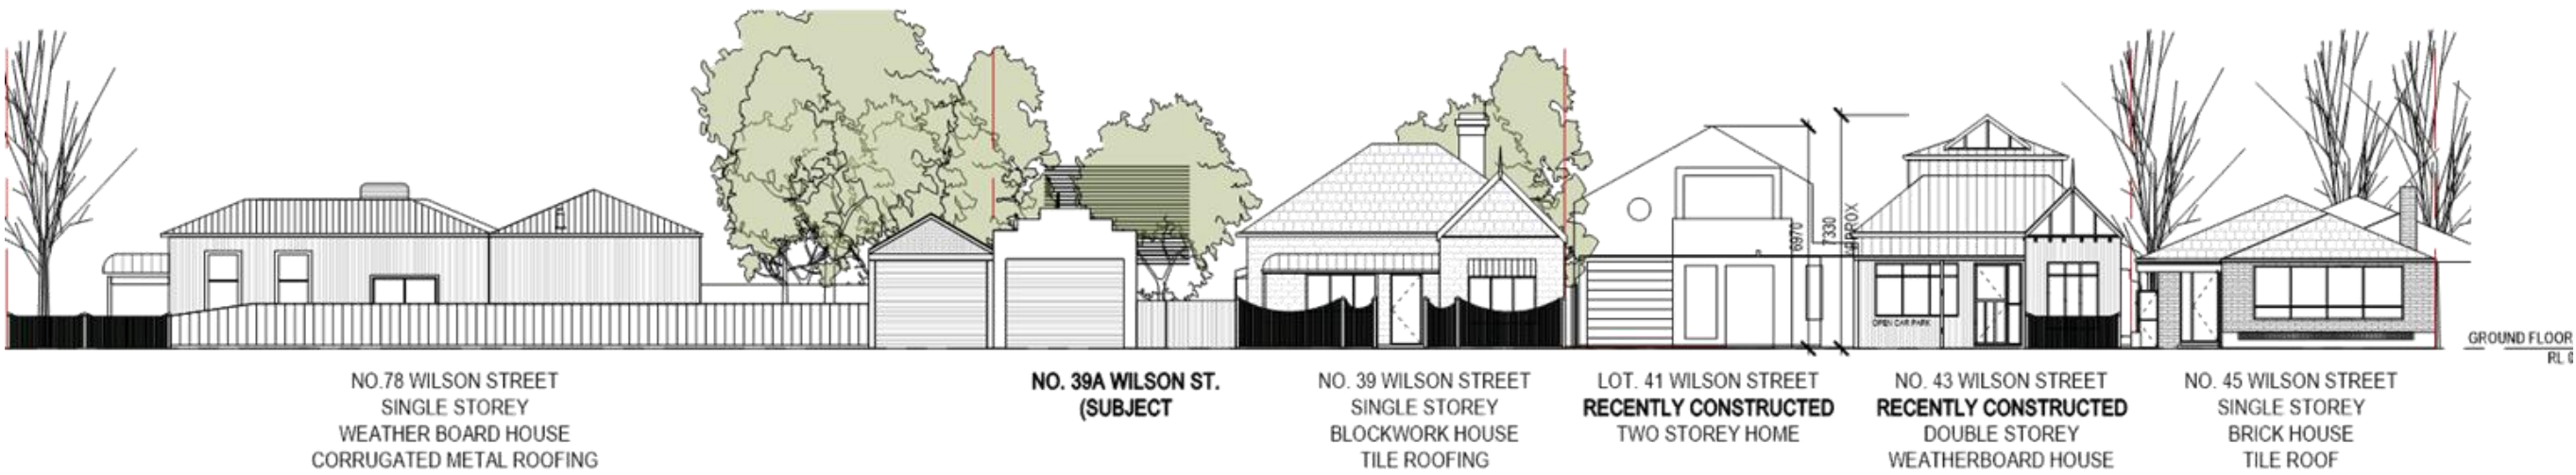 6970
7330
APPROX
OPEN CAR PARK
GROUND FLOOR
RL 0
NO.78 WILSON STREET
SINGLE STOREY
WEATHER BOARD HOUSE
CORRUGATED METAL ROOFING
NO. 39A WILSON ST.
(SUBJECT
NO. 39 WILSON STREET
SINGLE STOREY
BLOCKWORK HOUSE
TILE ROOFING
LOT. 41 WILSON STREET
RECENTLY CONSTRUCTED
TWO STOREY HOME
NO. 43 WILSON STREET
RECENTLY CONSTRUCTED
DOUBLE STOREY
WEATHERBOARD HOUSE
NO. 45 WILSON STREET
SINGLE STOREY
BRICK HOUSE
TILE ROOF